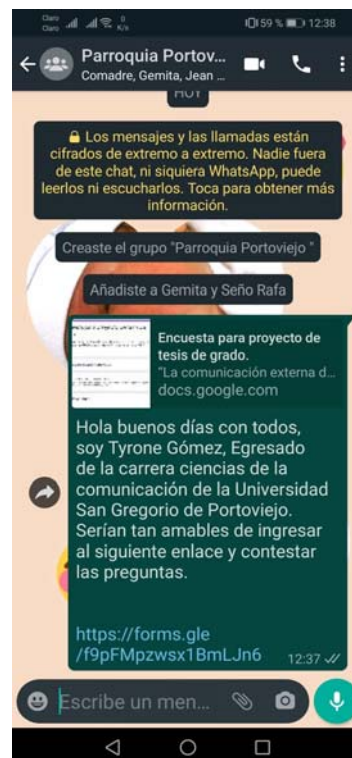 Claro
Claro
0
K/s
59 %
12:38
Parroquia Portov...
Comadre, Gemita, Jean ...
HOY
Los mensajes y las llamadas están
cifrados de extremo a extremo. Nadie fuera
de este chat, ni siquiera WhatsApp, puede
leerlos ni escucharlos. Toca para obtener más
información.
Creaste el grupo "Parroquia Portoviejo "
Añadiste a Gemita y Seño Rafa
Encuesta para proyecto de
tesis de grado.
"La comunicación externa d...
docs.google.com
Hola buenos días con todos,
soy Tyrone Gómez, Egresado
de la carrera ciencias de la
comunicación de la Universidad
San Gregorio de Portoviejo.
Serían tan amables de ingresar
al siguiente enlace y contestar
las preguntas.
https://forms.gle
/f9pFMpzwsx1BmLJn6
12:37
Escribe un men...